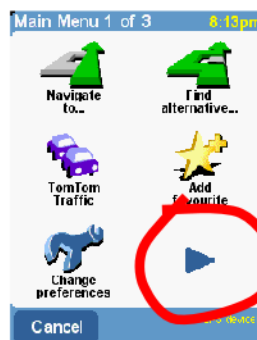 Main Menu 1 of 3 8:13pm
Navigate to...
Find alternative...
TomTom Traffic
Add favourite
Change preferences
Cancel